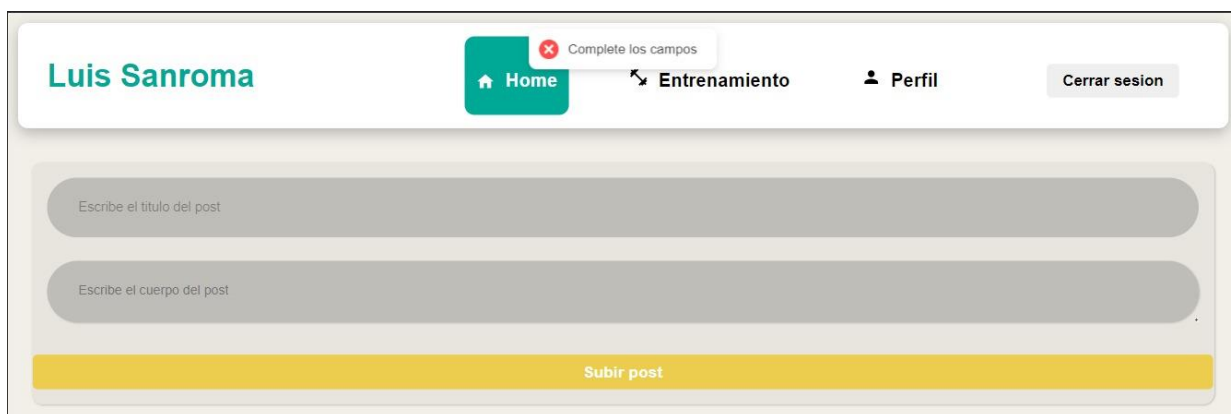 Complete los campos
Luis Sanroma
Home
Entrenamiento
Perfil
Cerrar sesion
Escribe el titulo del post
Escribe el cuerpo del post
Subir post